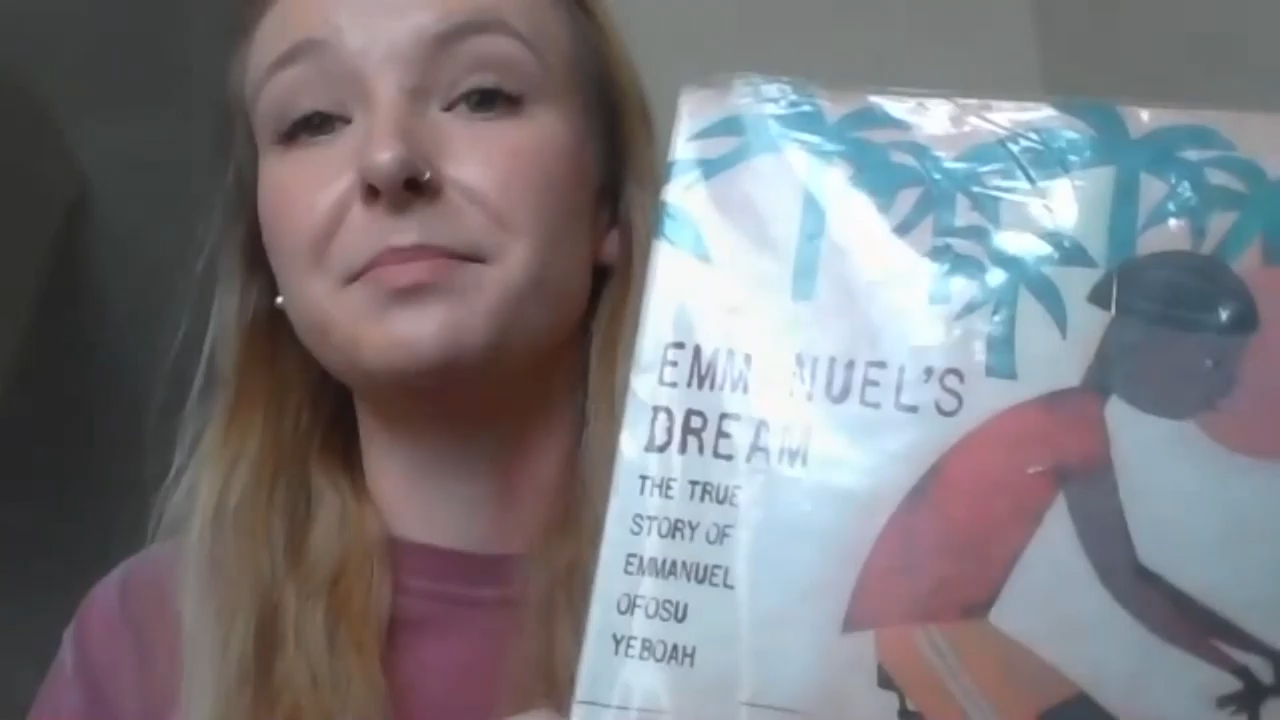 EMMANUEL'S
DREAM
THE TRUE
STORY OF
EMMANUEL
OFOSU
YEBOAH